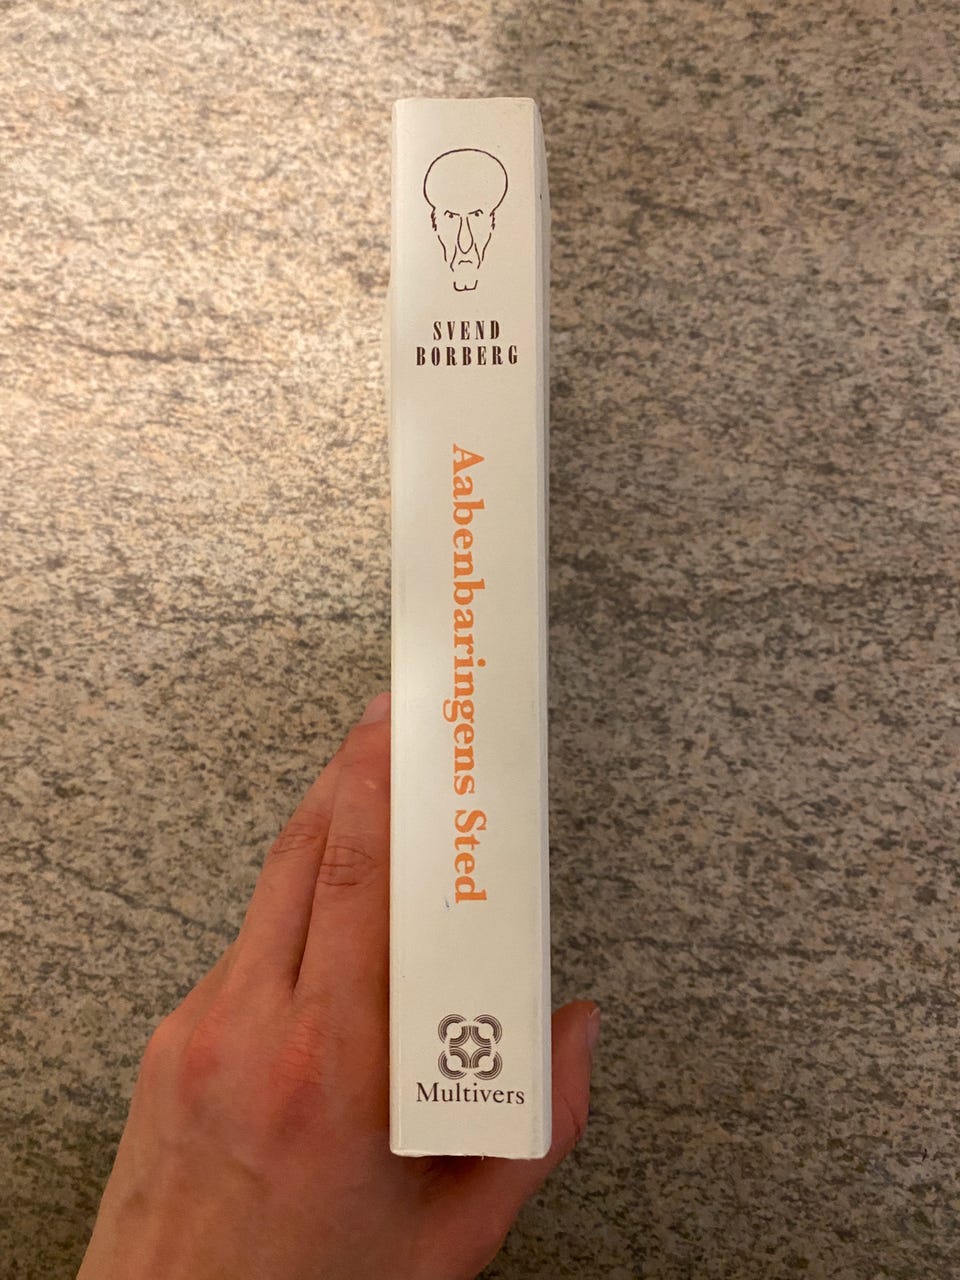 SVEND
BORBERG
Aabenbaringens Sted
Multivers